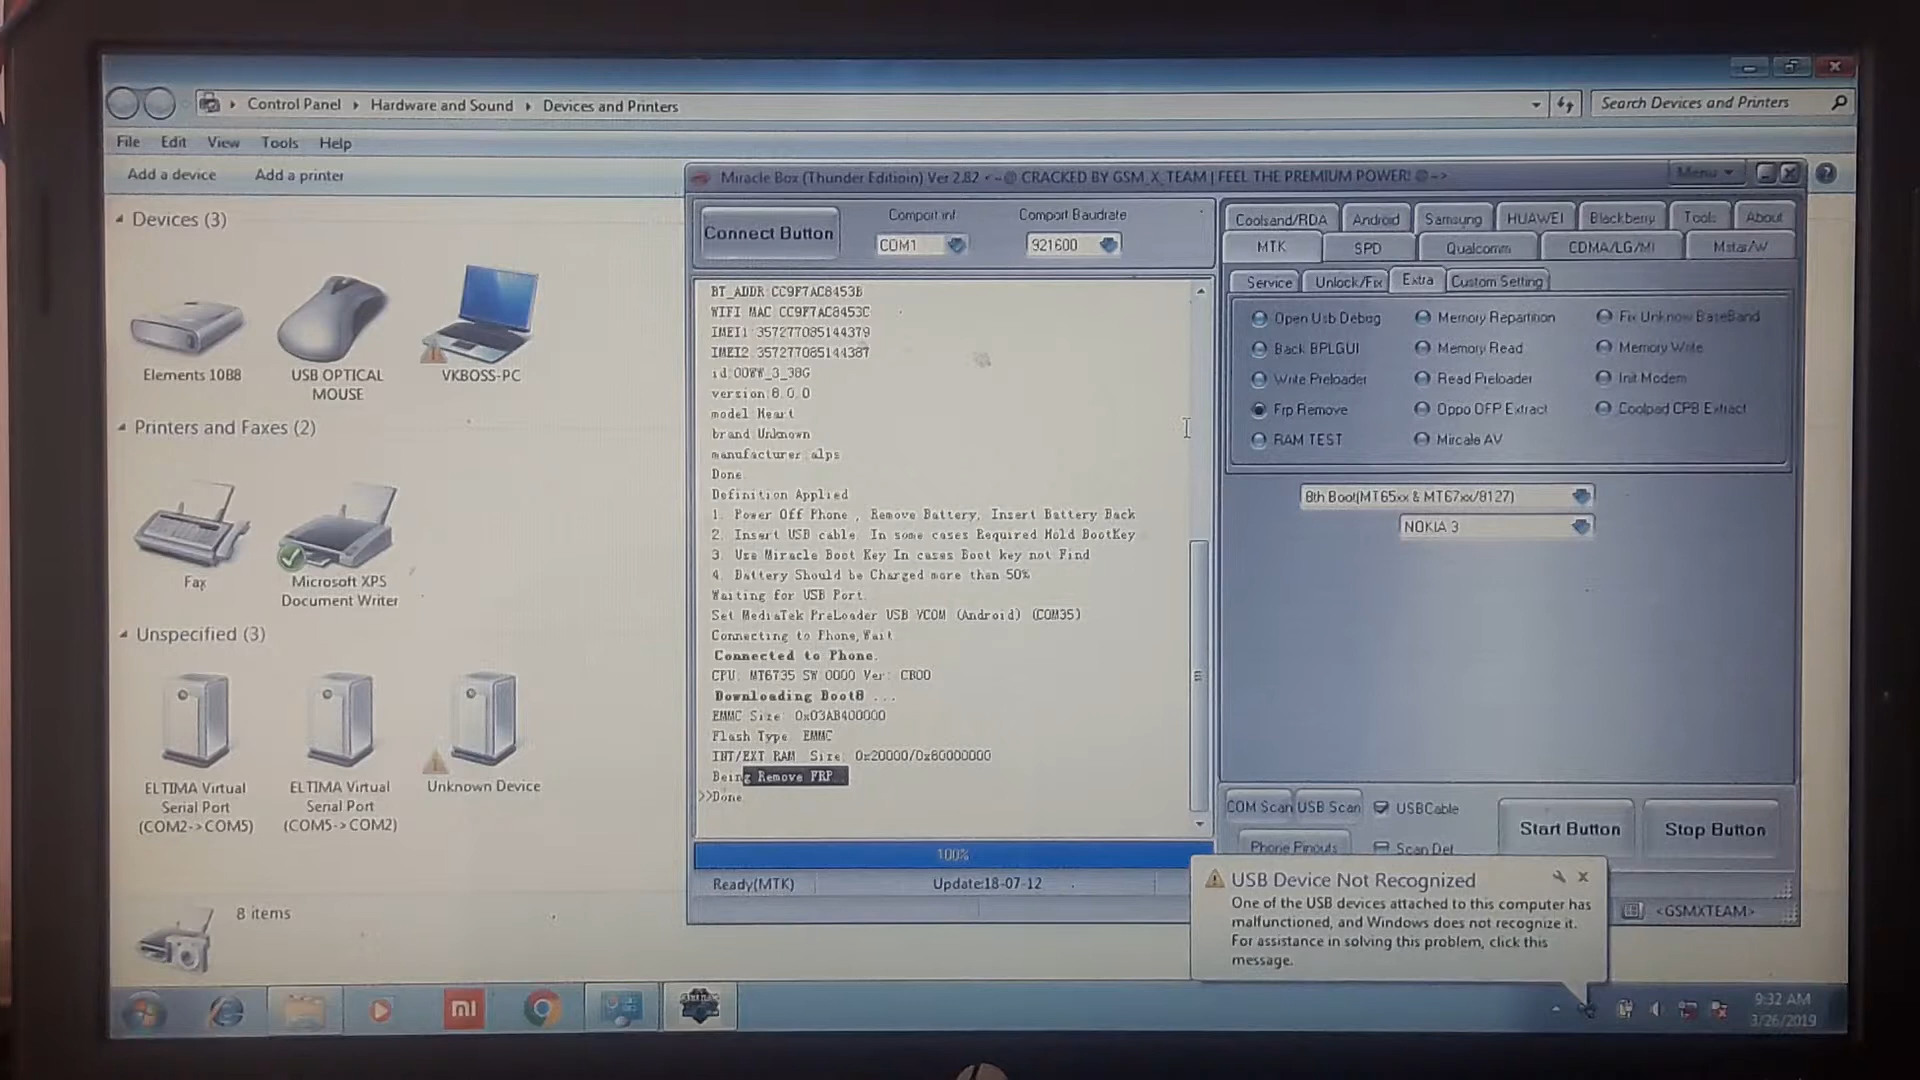 Control Panel
Hardware and Sound
Devices and Printers
Search Devices and Printers
File Edit View Tools Help
Add a device Add a printer
Devices (3)
Elements 10B8
USB OPTICAL
MOUSE
VKBOSS-PC
Printers and Faxes (2)
Fax
Microsoft XPS
Document Writer
Unspecified (3)
ELTIMA Virtual
Serial Port
(COM2->COM5)
ELTIMA Virtual
Serial Port
(COM5->COM2)
Unknown Device
8 items
Miracle Box (Thunder Edition) Ver 2.82 <~@ CRACKED BY GSM_X_TEAM | FEEL THE PREMIUM POWER! @~>
Menu
Connect Button
Comport inf
Comport Baudrate
COM1
921600
BT_ADDR:CC9F7AC8453B
WIFI MAC CC9F7AC8453C
IMEI1:357277085144379
IMEI2:357277085144387
id:00WW_3_38G
version:8.0.0
model Heart
brand Unknown
manufacturer alps
Done.
Definition Applied
1. Power Off Phone , Remove Battery, Insert Battery Back
2. Insert USB cable. In some cases Required Hold BootKey
3. Use Miracle Boot Key In cases Boot key not Find
4. Battery Should be Charged more than 50%
Waiting for USB Port.
Set MediaTek PreLoader USB VCOM (Android) (COM35)
Connecting to Phone,Wait
Connected to Phone.
CPU: MT6735 SW 0000 Ver: CB00
Downloading Boot8 ...
EMMC Size: 0x03AB400000
Flash Type: EMMC
INT/EXT RAM Size: 0x20000/0x80000000
Being Remove FRP
>>Done.
100%
Ready(MTK)
Update:18-07-12
Coolsand/RDA Android Samsung HUAWEI Blackberry Tools About
MTK SPD Qualcomm CDMA/LG/MI Mstar/W
Service Unlock/Fix Extra Custom Setting
Open Usb Debug Memory Repartition Fix Unknow BaseBand
Back BPLGUI Memory Read Memory Write
Write Preloader Read Preloader Init Modem
Frp Remove Oppo OFP Extract Coolpad CPB Extract
RAM TEST Mircale AV
8th Boot(MT65xx & MT67xx/8127)
NOKIA 3
COM Scan USB Scan USBCable
Start Button Stop Button
Phone Pinouts Scan Del
USB Device Not Recognized
One of the USB devices attached to this computer has
malfunctioned, and Windows does not recognize it.
For assistance in solving this problem, click this
message.
<GSMXTEAM>
mi
9:32 AM
3/26/2019